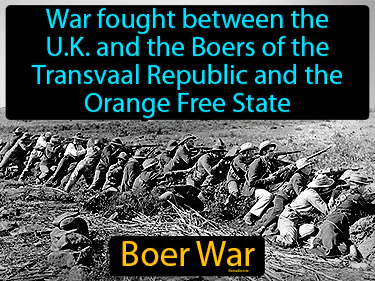 War fought between the
U.K. and the Boers of the
Transvaal Republic and the
Orange Free State
Boer War